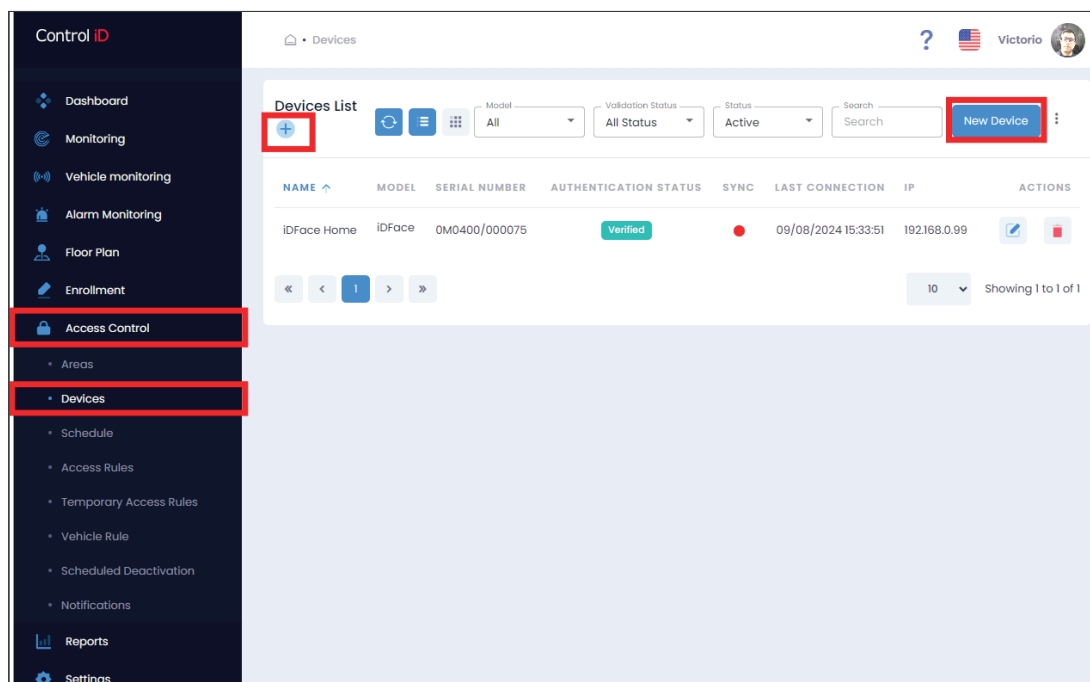 Control iD
Devices
?
Victorio
Dashboard
Monitoring
Vehicle monitoring
Alarm Monitoring
Floor Plan
Enrollment
Access Control
Areas
Devices
Schedule
Access Rules
Temporary Access Rules
Vehicle Rule
Scheduled Deactivation
Notifications
Reports
Settings
Devices List
Model
All
Validation Status
All Status
Status
Active
Search
Search
New Device
NAME MODEL SERIAL NUMBER AUTHENTICATION STATUS SYNC LAST CONNECTION IP ACTIONS
iDFace Home iDFace 0M0400/000075 Verified 09/08/2024 15:33:51 192.168.0.99
« ‹ 1 › » 10 Showing 1 to 1 of 1